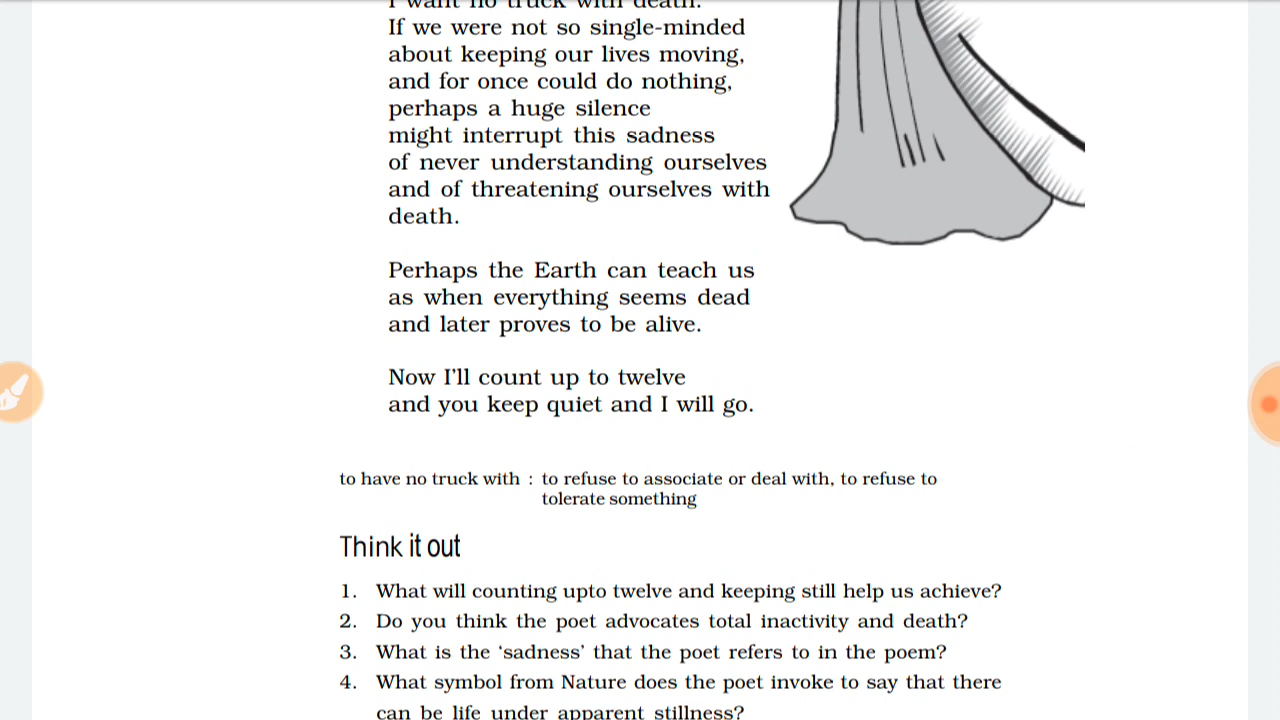 I want no truck with death.
If we were not so single-minded
about keeping our lives moving,
and for once could do nothing,
perhaps a huge silence
might interrupt this sadness
of never understanding ourselves
and of threatening ourselves with
death.
Perhaps the Earth can teach us
as when everything seems dead
and later proves to be alive.
Now I'll count up to twelve
and you keep quiet and I will go.
to have no truck with : to refuse to associate or deal with, to refuse to
tolerate something
Think it out
1. What will counting upto twelve and keeping still help us achieve?
2. Do you think the poet advocates total inactivity and death?
3. What is the ‘sadness’ that the poet refers to in the poem?
4. What symbol from Nature does the poet invoke to say that there
can be life under apparent stillness?